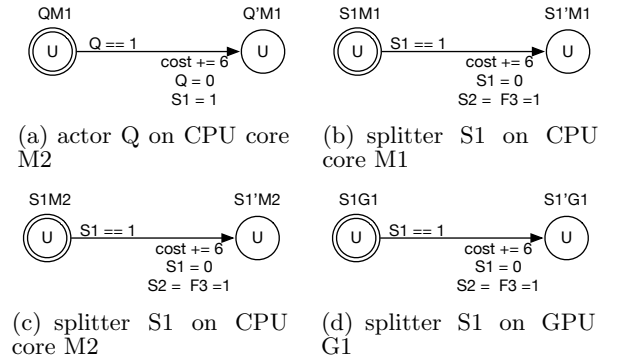 QM1 Q'M1
U Q == 1 U
cost += 6
Q = 0
S1 = 1
(a) actor Q on CPU core
M2
S1M1 S1'M1
U S1 == 1 U
cost += 6
S1 = 0
S2 = F3 =1
(b) splitter S1 on CPU
core M1
S1M2 S1'M2
U S1 == 1 U
cost += 6
S1 = 0
S2 = F3 =1
(c) splitter S1 on CPU
core M2
S1G1 S1'G1
U S1 == 1 U
cost += 6
S1 = 0
S2 = F3 =1
(d) splitter S1 on GPU
G1